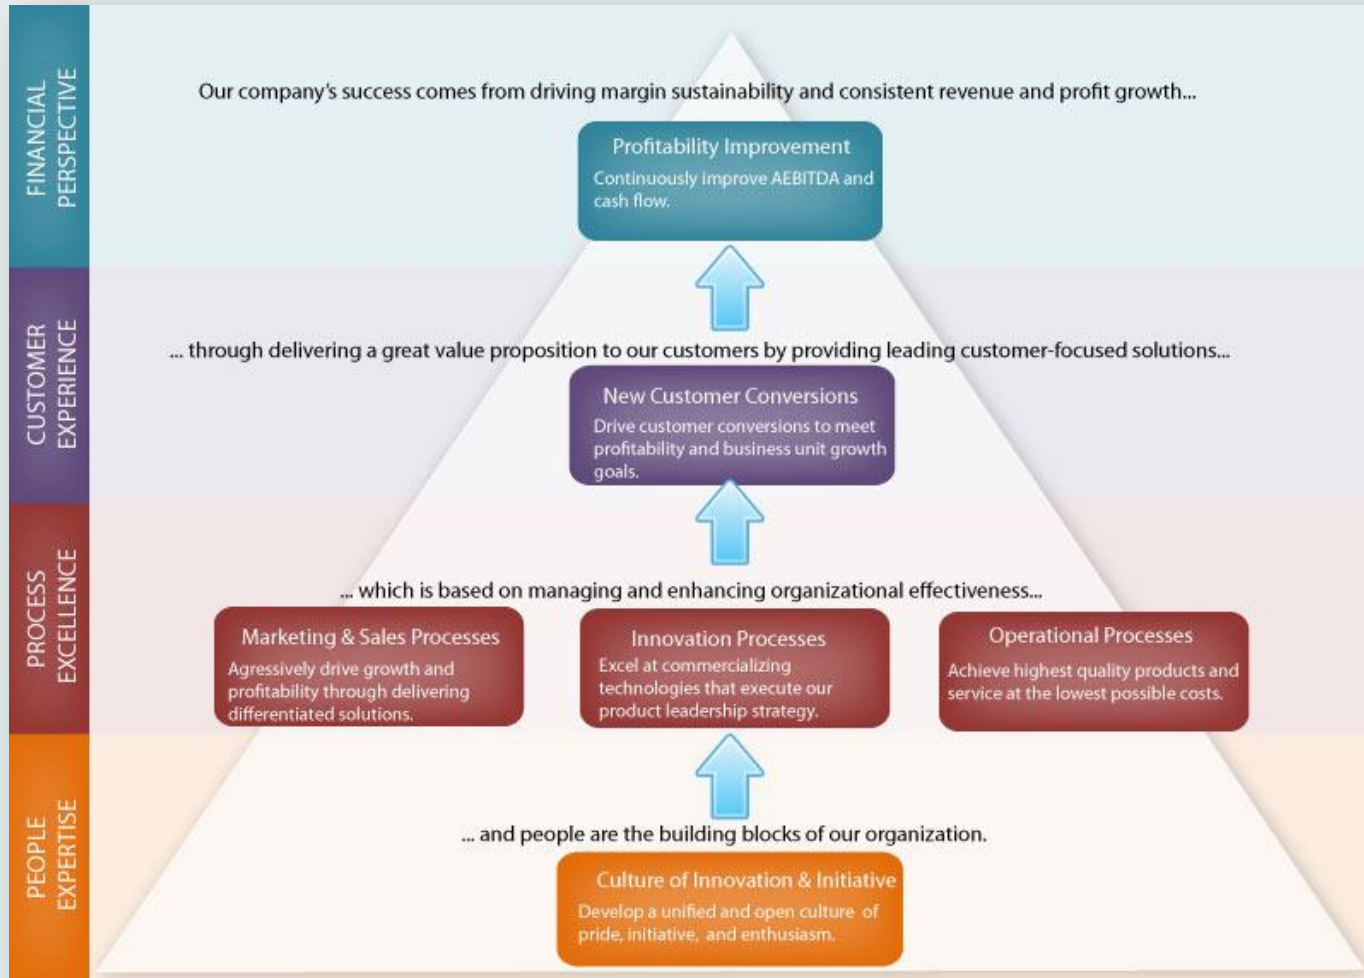 FINANCIAL
PERSPECTIVE
Our company's success comes from driving margin sustainability and consistent revenue and profit growth...
Profitability Improvement
Continuously improve AEBITDA and
cash flow.
CUSTOMER
EXPERIENCE
... through delivering a great value proposition to our customers by providing leading customer-focused solutions...
New Customer Conversions
Drive customer conversions to meet
profitability and business unit growth
goals.
PROCESS
EXCELLENCE
... which is based on managing and enhancing organizational effectiveness...
Marketing & Sales Processes
Agressively drive growth and
profitability through delivering
differentiated solutions.
Innovation Processes
Excel at commercializing
technologies that execute our
product leadership strategy.
Operational Processes
Achieve highest quality products and
service at the lowest possible costs.
PEOPLE
EXPERTISE
... and people are the building blocks of our organization.
Culture of Innovation & Initiative
Develop a unified and open culture of
pride, initiative, and enthusiasm.